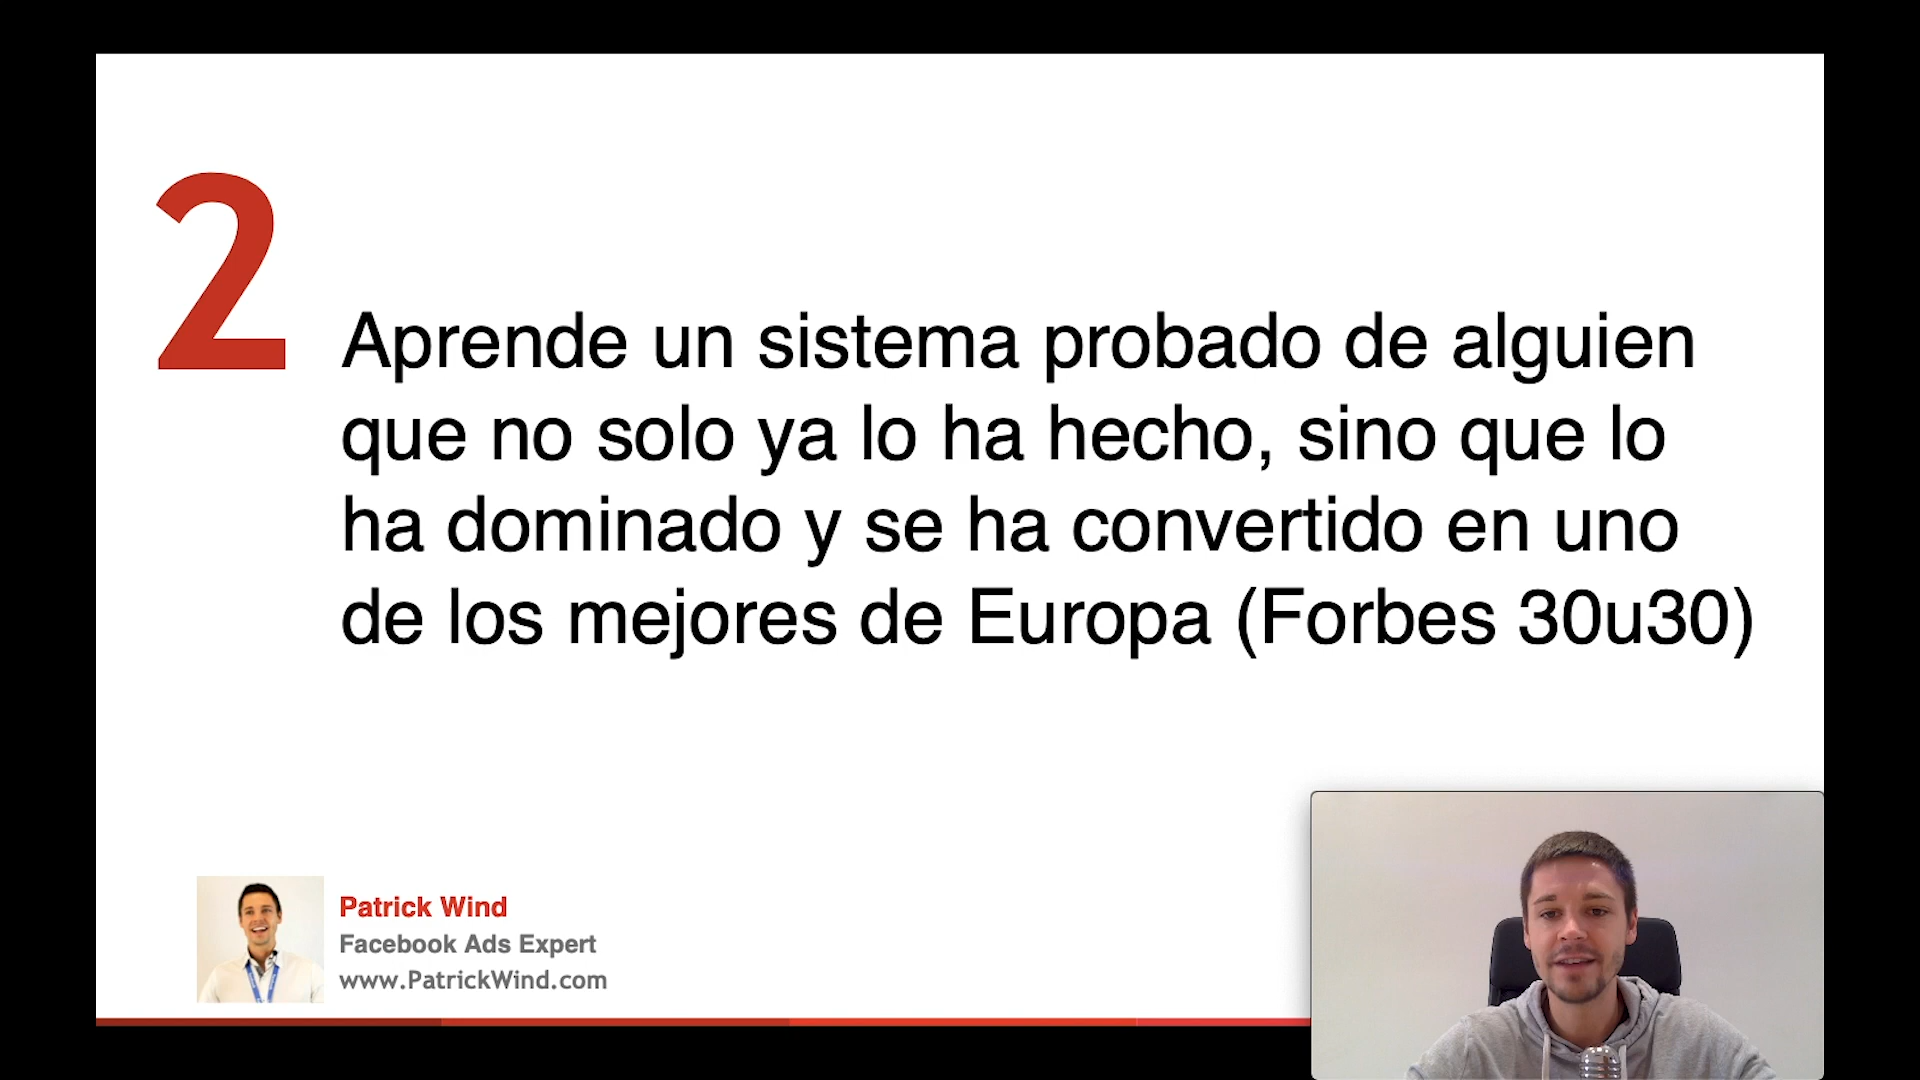 2
Aprende un sistema probado de alguien
que no solo ya lo ha hecho, sino que lo
ha dominado y se ha convertido en uno
de los mejores de Europa (Forbes 30u30)
Patrick Wind
Facebook Ads Expert
www.PatrickWind.com